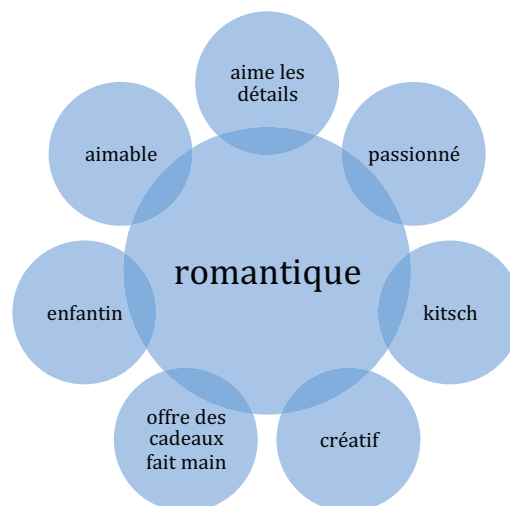 aime les
détails
passionné
kitsch
créatif
offre des
cadeaux
fait main
enfantin
aimable
romantique